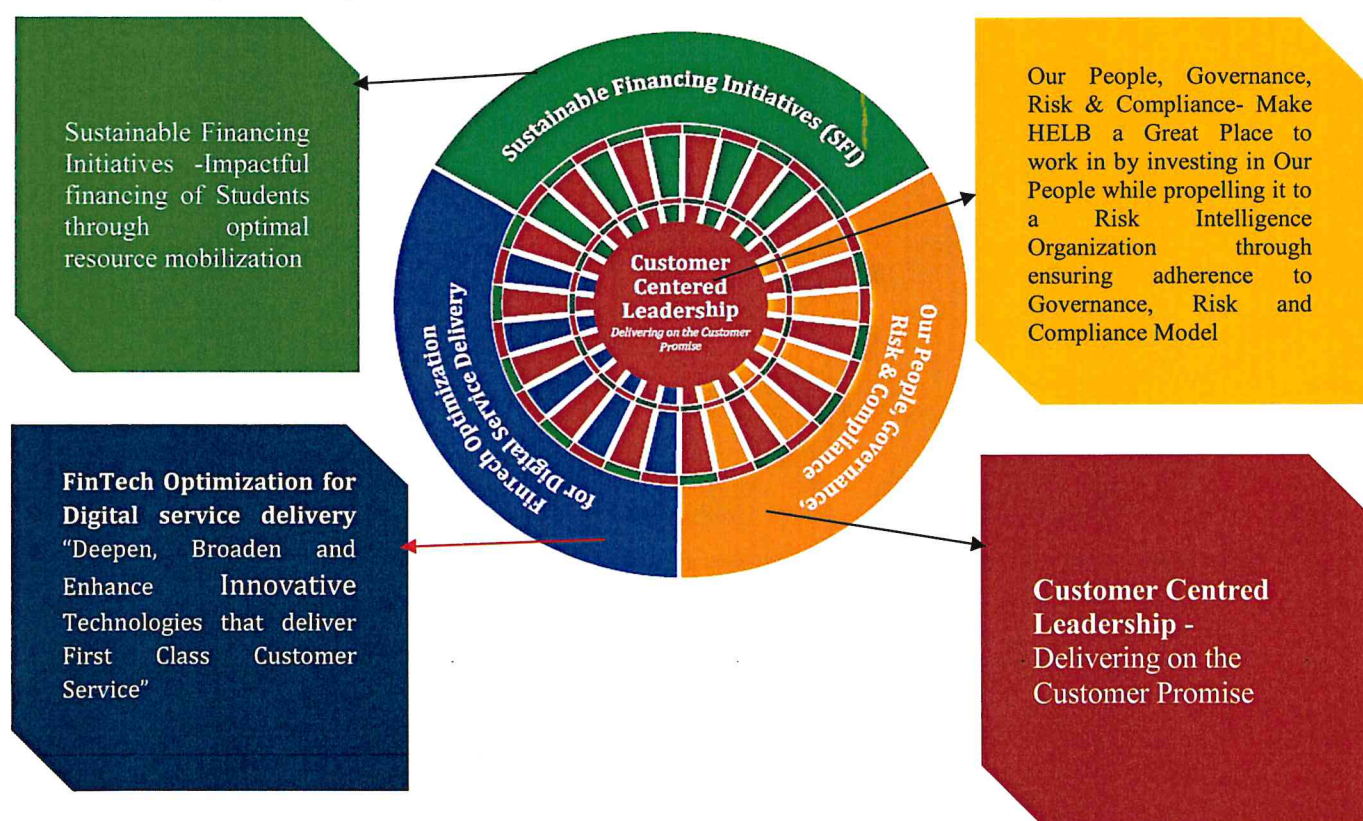 Sustainable Financing
Initiatives -Impactful
financing of Students
through optimal
resource mobilization
Sustainable Financing Initiatives (SFI)
Our People, Governance,
Risk & Compliance- Make
HELB a Great Place to
work in by investing in Our
People while propelling it to
a Risk Intelligence
Organization through
ensuring adherence to
Governance, Risk and
Compliance Model
Customer
Centered
Leadership
Delivering on the Customer
Promise
Our People, Governance,
Risk & Compliance
FinTech Optimization
for Digital Service Delivery
FinTech Optimization for
Digital service delivery
“Deepen, Broaden and
Enhance Innovative
Technologies that deliver
First Class Customer
Service”
Customer Centred
Leadership -
Delivering on the
Customer Promise